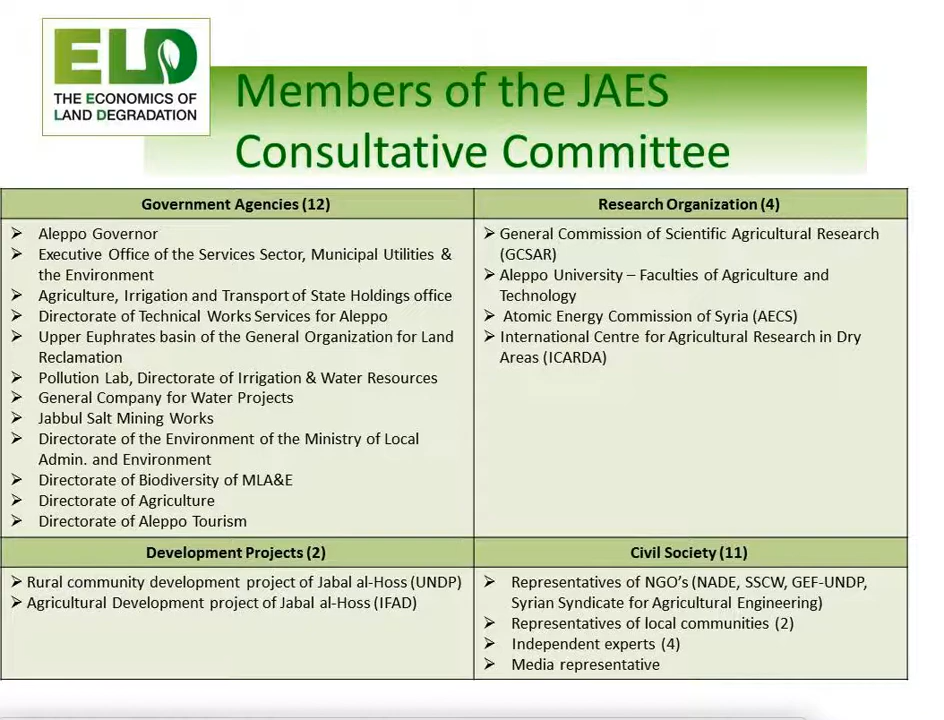 ELD
THE ECONOMICS OF
LAND DEGRADATION
Members of the JAES
Consultative Committee
Government Agencies (12)
➢ Aleppo Governor
➢ Executive Office of the Services Sector, Municipal Utilities &
the Environment
➢ Agriculture, Irrigation and Transport of State Holdings office
➢ Directorate of Technical Works Services for Aleppo
➢ Upper Euphrates basin of the General Organization for Land
Reclamation
➢ Pollution Lab, Directorate of Irrigation & Water Resources
➢ General Company for Water Projects
➢ Jabbul Salt Mining Works
➢ Directorate of the Environment of the Ministry of Local
Admin. and Environment
➢ Directorate of Biodiversity of MLA&E
➢ Directorate of Agriculture
➢ Directorate of Aleppo Tourism
Research Organization (4)
➢ General Commission of Scientific Agricultural Research
(GCSAR)
➢ Aleppo University – Faculties of Agriculture and
Technology
➢ Atomic Energy Commission of Syria (AECS)
➢ International Centre for Agricultural Research in Dry
Areas (ICARDA)
Development Projects (2)
➢ Rural community development project of Jabal al-Hoss (UNDP)
➢ Agricultural Development project of Jabal al-Hoss (IFAD)
Civil Society (11)
➢ Representatives of NGO's (NADE, SSCW, GEF-UNDP,
Syrian Syndicate for Agricultural Engineering)
➢ Representatives of local communities (2)
➢ Independent experts (4)
➢ Media representative